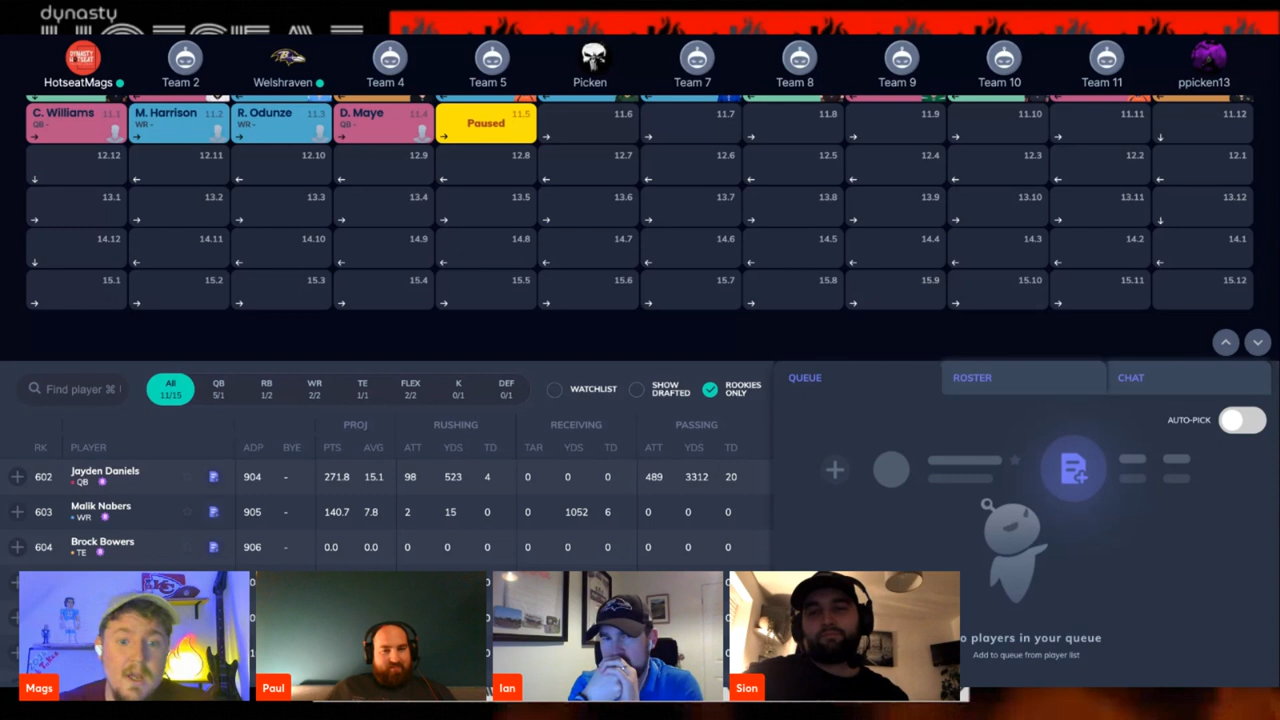 dynasty
HotseatMags
Team 2
Welshraven
Team 4
Team 5
Picken
Team 7
Team 8
Team 9
Team 10
Team 11
ppicken13
C. Williams 11.1
QB -
M. Harrison 11.2
WR -
R. Odunze 11.3
WR -
D. Maye 11.4
QB -
11.5
Paused
11.6
11.7
11.8
11.9
11.10
11.11
11.12
12.12
12.11
12.10
12.9
12.8
12.7
12.6
12.5
12.4
12.3
12.2
12.1
13.1
13.2
13.3
13.4
13.5
13.6
13.7
13.8
13.9
13.10
13.11
13.12
14.12
14.11
14.10
14.9
14.8
14.7
14.6
14.5
14.4
14.3
14.2
14.1
15.1
15.2
15.3
15.4
15.5
15.6
15.7
15.8
15.9
15.10
15.11
15.12
Find player ⌘
All
11/15
QB
5/1
RB
1/2
WR
2/2
TE
1/1
FLEX
2/2
K
0/1
DEF
0/1
WATCHLIST
SHOW
DRAFTED
ROOKIES
ONLY
QUEUE
ROSTER
CHAT
AUTO-PICK
PROJ
RUSHING
RECEIVING
PASSING
RK PLAYER ADP BYE PTS AVG ATT YDS TD TAR YDS TD ATT YDS TD
602 Jayden Daniels 904 - 271.8 15.1 98 523 4 0 0 0 489 3312 20
QB R
603 Malik Nabers 905 - 140.7 7.8 2 15 0 0 1052 6 0 0 0
WR R
604 Brock Bowers 906 - 0.0 0.0 0 0 0 0 0 0 0 0 0
TE R
o players in your queue
Add to queue from player list
Mags
Paul
Ian
Sion